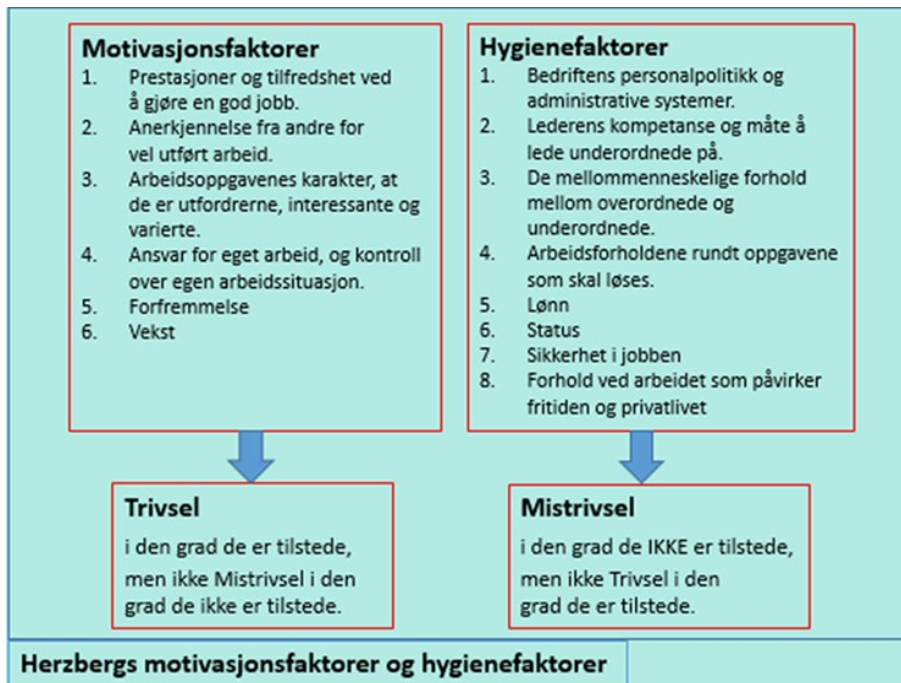 Motivasjonsfaktorer
1. Prestasjoner og tilfredshet ved
å gjøre en god jobb.
2. Anerkjennelse fra andre for
vel utført arbeid.
3. Arbeidsoppgavenes karakter, at
de er utfordrerne, interessante og
varierte.
4. Ansvar for eget arbeid, og kontroll
over egen arbeidssituasjon.
5. Forfremmelse
6. Vekst
Hygienefaktorer
1. Bedriftens personalpolitikk og
administrative systemer.
2. Lederens kompetanse og måte å
lede underordnede på.
3. De mellommenneskelige forhold
mellom overordnede og
underordnede.
4. Arbeidsforholdene rundt oppgavene
som skal løses.
5. Lønn
6. Status
7. Sikkerhet i jobben
8. Forhold ved arbeidet som påvirker
fritiden og privatlivet
Trivsel
i den grad de er tilstede,
men ikke Mistrivsel i den
grad de ikke er tilstede.
Mistrivsel
i den grad de IKKE er tilstede,
men ikke Trivsel i den
grad de er tilstede.
Herzbergs motivasjonsfaktorer og hygienefaktorer